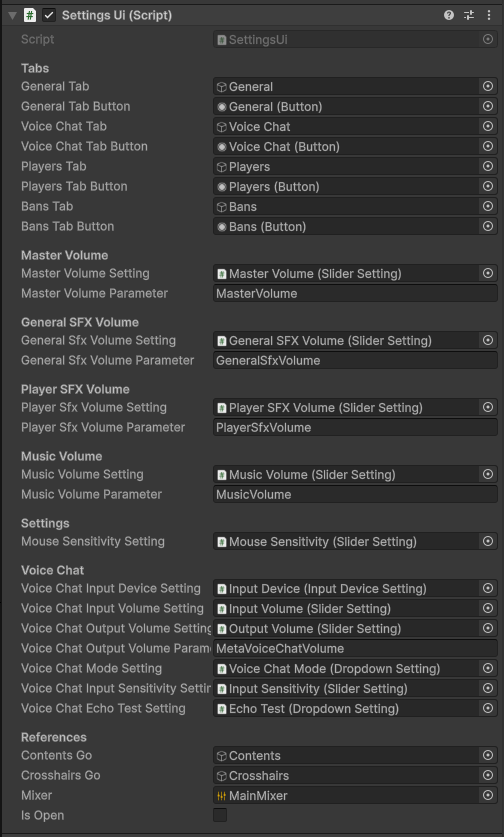 Settings Ui (Script)
Script SettingsUi
Tabs
General Tab General
General Tab Button General (Button)
Voice Chat Tab Voice Chat
Voice Chat Tab Button Voice Chat (Button)
Players Tab Players
Players Tab Button Players (Button)
Bans Tab Bans
Bans Tab Button Bans (Button)
Master Volume
Master Volume Setting Master Volume (Slider Setting)
Master Volume Parameter MasterVolume
General SFX Volume
General Sfx Volume Setting General SFX Volume (Slider Setting)
General Sfx Volume Parameter GeneralSfxVolume
Player SFX Volume
Player Sfx Volume Setting Player SFX Volume (Slider Setting)
Player Sfx Volume Parameter PlayerSfxVolume
Music Volume
Music Volume Setting Music Volume (Slider Setting)
Music Volume Parameter MusicVolume
Settings
Mouse Sensitivity Setting Mouse Sensitivity (Slider Setting)
Voice Chat
Voice Chat Input Device Setting Input Device (Input Device Setting)
Voice Chat Input Volume Setting Input Volume (Slider Setting)
Voice Chat Output Volume Setting Output Volume (Slider Setting)
Voice Chat Output Volume Param MetaVoiceChatVolume
Voice Chat Mode Setting Voice Chat Mode (Dropdown Setting)
Voice Chat Input Sensitivity Settin Input Sensitivity (Slider Setting)
Voice Chat Echo Test Setting Echo Test (Dropdown Setting)
References
Contents Go Contents
Crosshairs Go Crosshairs
Mixer MainMixer
Is Open